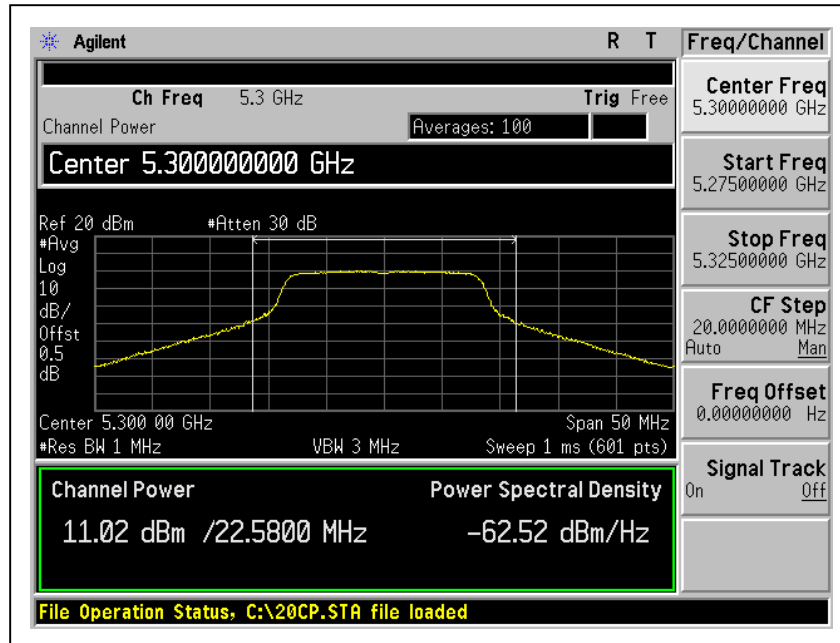 Agilent R T Freq/Channel
Ch Freq 5.3 GHz Trig Free
Channel Power Averages: 100
Center 5.300000000 GHz
Ref 20 dBm #Atten 30 dB
#Avg
Log
10
dB/
Offst
0.5
dB
Center 5.300 00 GHz Span 50 MHz
#Res BW 1 MHz VBW 3 MHz Sweep 1 ms (601 pts)
Channel Power Power Spectral Density
11.02 dBm /22.5800 MHz -62.52 dBm/Hz
File Operation Status, C:\20CP.STA file loaded
Center Freq
5.30000000 GHz
Start Freq
5.27500000 GHz
Stop Freq
5.32500000 GHz
CF Step
20.0000000 MHz
Auto Man
Freq Offset
0.00000000 Hz
Signal Track
On Off